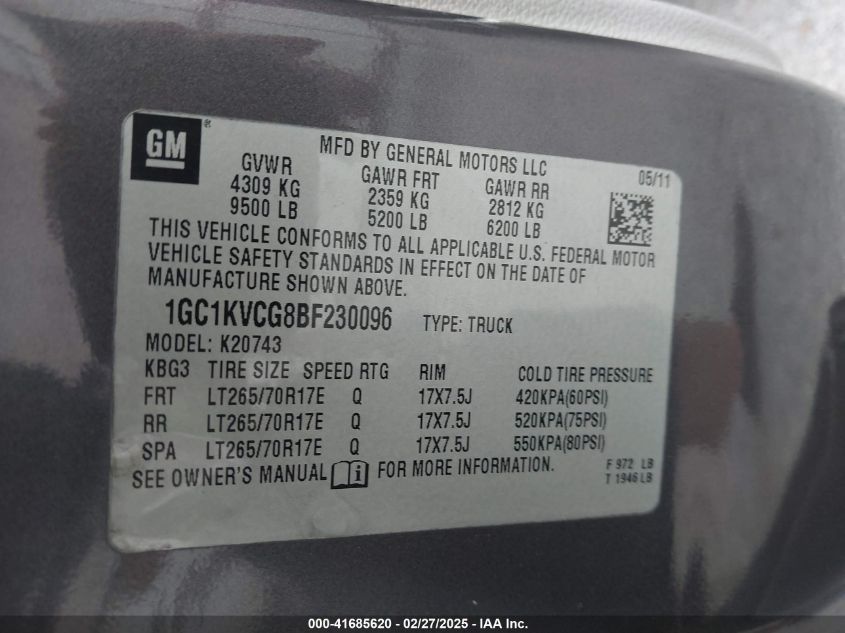 GM®
MFD BY GENERAL MOTORS LLC
05/11
GVWR GAWR FRT GAWR RR
4309 KG 2359 KG 2812 KG
9500 LB 5200 LB 6200 LB
THIS VEHICLE CONFORMS TO ALL APPLICABLE U.S. FEDERAL MOTOR
VEHICLE SAFETY STANDARDS IN EFFECT ON THE DATE OF
MANUFACTURE SHOWN ABOVE.
1GC1KVCG8BF230096 TYPE: TRUCK
MODEL: K20743
KBG3 TIRE SIZE SPEED RTG RIM COLD TIRE PRESSURE
FRT LT265/70R17E Q 17X7.5J 420KPA(60PSI)
RR LT265/70R17E Q 17X7.5J 520KPA(75PSI)
SPA LT265/70R17E Q 17X7.5J 550KPA(80PSI)
SEE OWNER'S MANUAL i FOR MORE INFORMATION.
F 972 LB
T 1946 LB
000-41685620 - 02/27/2025 - IAA Inc.